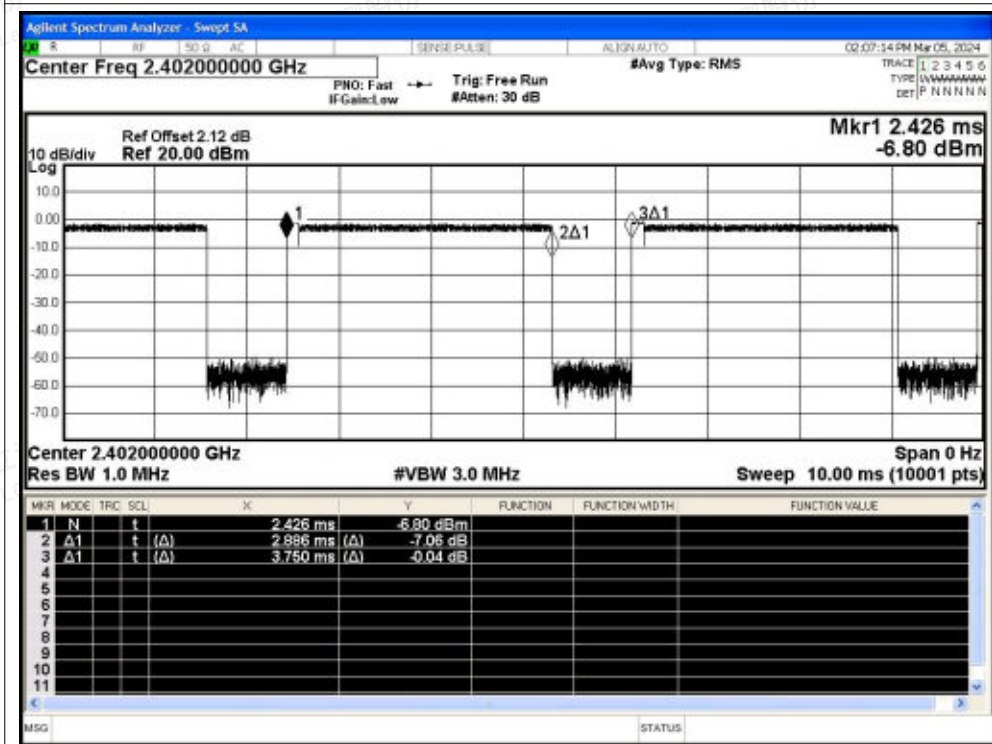 Agilent Spectrum Analyzer - Swept SA
R RF 50 Ω AC SENSE:PULSE ALIGN AUTO 02:07:14 PM Mar 05, 2024
Center Freq 2.402000000 GHz #Avg Type: RMS TRACE 1 2 3 4 5 6
PNO: Fast Trig: Free Run TYPE
IFGain:Low #Atten: 30 dB DET P N N N N N
Mkr1 2.426 ms
Ref Offset 2.12 dB
10 dB/div Ref 20.00 dBm -6.80 dBm
Log
10.0
0.00
1
3Δ1
2Δ1
-10.0
-20.0
-30.0
-40.0
-50.0
-60.0
-70.0
Center 2.402000000 GHz Span 0 Hz
Res BW 1.0 MHz #VBW 3.0 MHz Sweep 10.00 ms (10001 pts)
MKR MODE TRC SCL X Y FUNCTION FUNCTION WIDTH FUNCTION VALUE
1 N t 2.426 ms -6.80 dBm
2 Δ1 t (Δ) 2.886 ms (Δ) -7.06 dB
3 Δ1 t (Δ) 3.750 ms (Δ) -0.04 dB
4
5
6
7
8
9
10
11
MSG STATUS